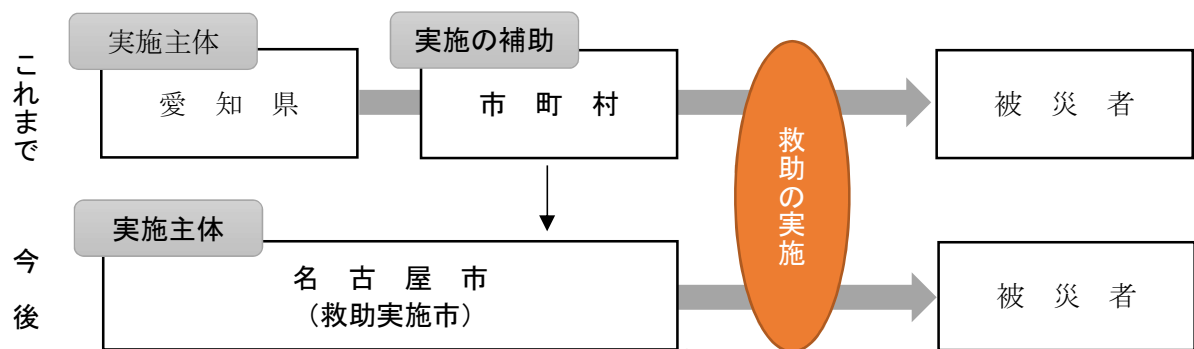 これまで
実施主体
愛知県
実施の補助
市町村
救助の実施
被災者
今後
実施主体
名古屋市
（救助実施市）
被災者